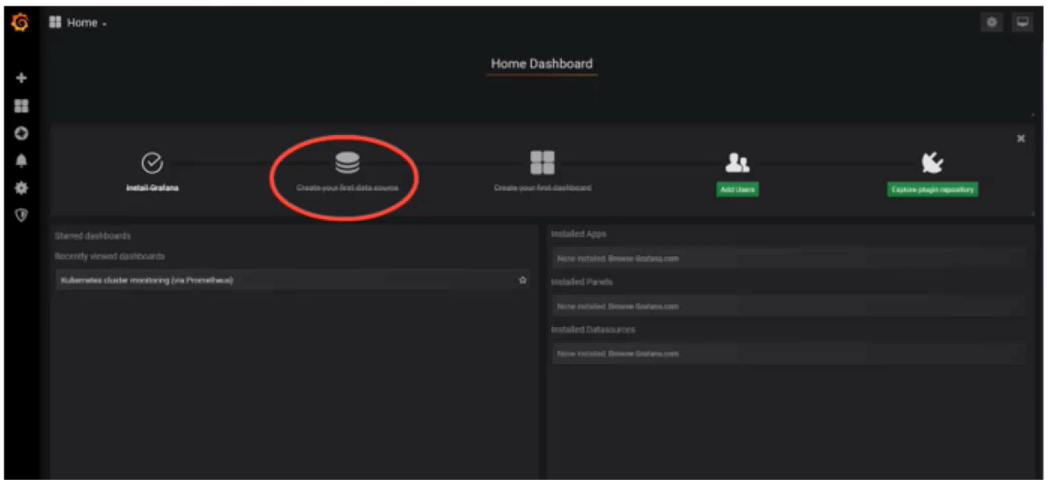 Home
Home Dashboard
Install Grafana
Create your first data source
Create your first dashboard
Add Users
Explore plugin repository
Starred dashboards
Recently viewed dashboards
Kubernetes cluster monitoring (via Prometheus)
Installed Apps
None installed. Browse Grafana.com
Installed Panels
None installed. Browse Grafana.com
Installed Datasources
None installed. Browse Grafana.com